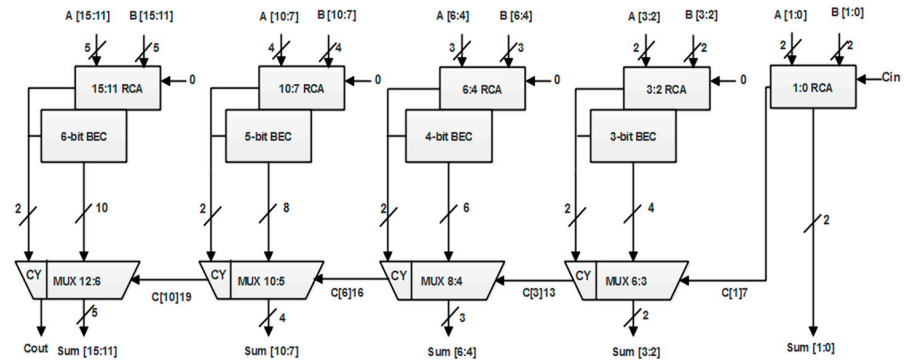 A [15:11] B [15:11] A [10:7] B [10:7] A [6:4] B [6:4] A [3:2] B [3:2] A [1:0] B [1:0]
5 5 4 4 3 3 2 2 2 2
15:11 RCA 0 10:7 RCA 0 6:4 RCA 0 3:2 RCA 0 1:0 RCA Cin
6-bit BEC 5-bit BEC 4-bit BEC 3-bit BEC
2 10 2 8 2 6 2 4 2
CY MUX 12:6 C[10]19 CY MUX 10:5 C[6]16 CY MUX 8:4 C[3]13 CY MUX 6:3 C[1]7
5 4 3 2
Cout Sum [15:11] Sum [10:7] Sum [6:4] Sum [3:2] Sum [1:0]